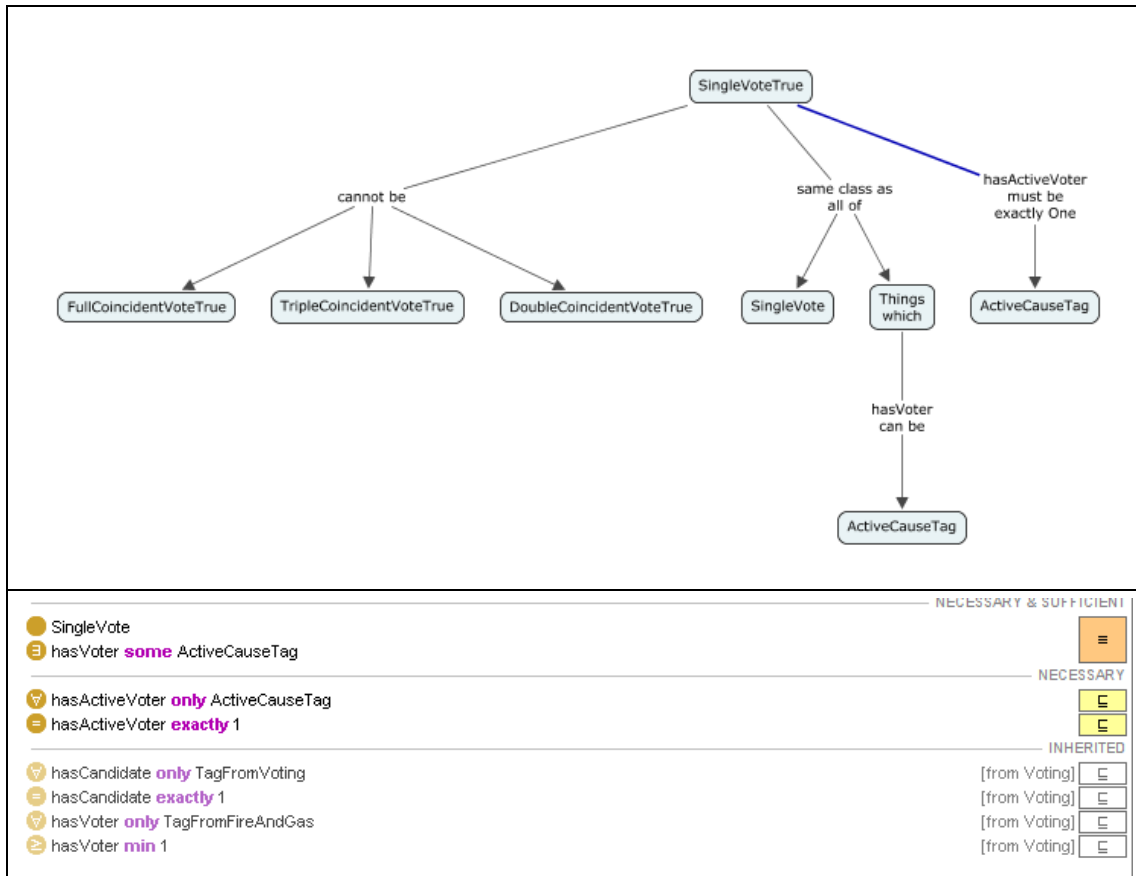 SingleVoteTrue
cannot be
same class as
all of
hasActiveVoter
must be
exactly One
FullCoincidentVoteTrue
TripleCoincidentVoteTrue
DoubleCoincidentVoteTrue
SingleVote
Things
which
ActiveCauseTag
hasVoter
can be
ActiveCauseTag
NECESSARY & SUFFICIENT
SingleVote
∃ hasVoter some ActiveCauseTag
≡
NECESSARY
∀ hasActiveVoter only ActiveCauseTag ⊑
= hasActiveVoter exactly 1 ⊑
INHERITED
∀ hasCandidate only TagFromVoting [from Voting] ⊑
= hasCandidate exactly 1 [from Voting] ⊑
∀ hasVoter only TagFromFireAndGas [from Voting] ⊑
≥ hasVoter min 1 [from Voting] ⊑